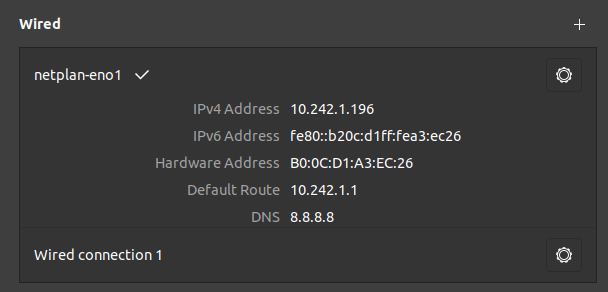 Wired
netplan-eno1
IPv4 Address 10.242.1.196
IPv6 Address fe80::b20c:d1ff:fea3:ec26
Hardware Address B0:0C:D1:A3:EC:26
Default Route 10.242.1.1
DNS 8.8.8.8
Wired connection 1